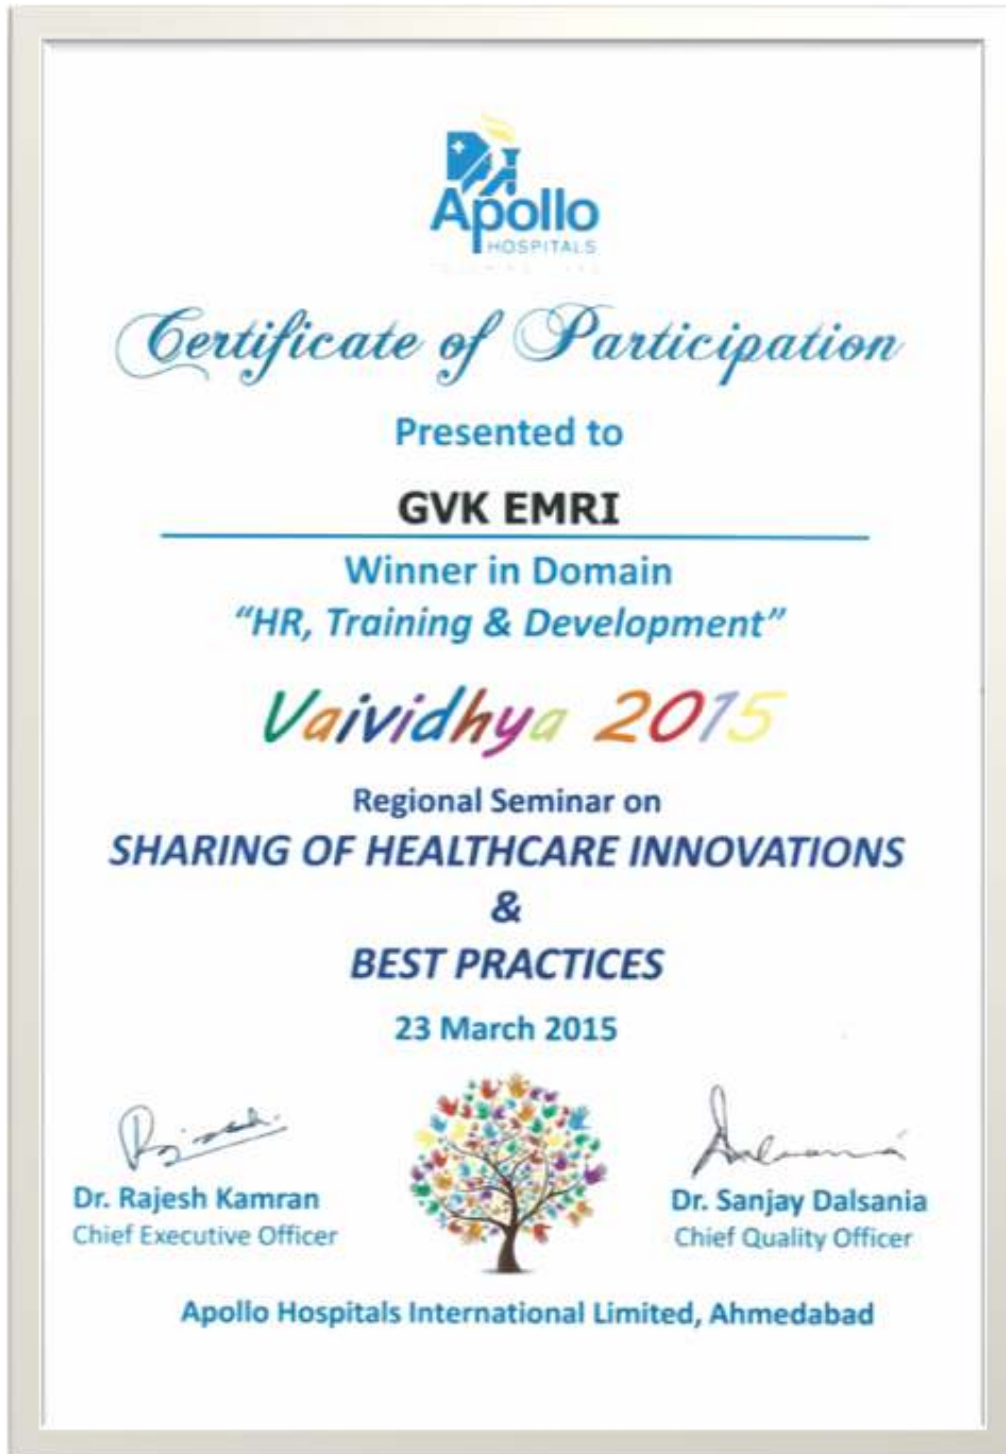 Apollo
HOSPITALS
Certificate of Participation
Presented to
GVK EMRI
Winner in Domain
“HR, Training & Development”
Vaividhya 2015
Regional Seminar on
SHARING OF HEALTHCARE INNOVATIONS
&
BEST PRACTICES
23 March 2015
Dr. Rajesh Kamran
Chief Executive Officer
Dr. Sanjay Dalsania
Chief Quality Officer
Apollo Hospitals International Limited, Ahmedabad